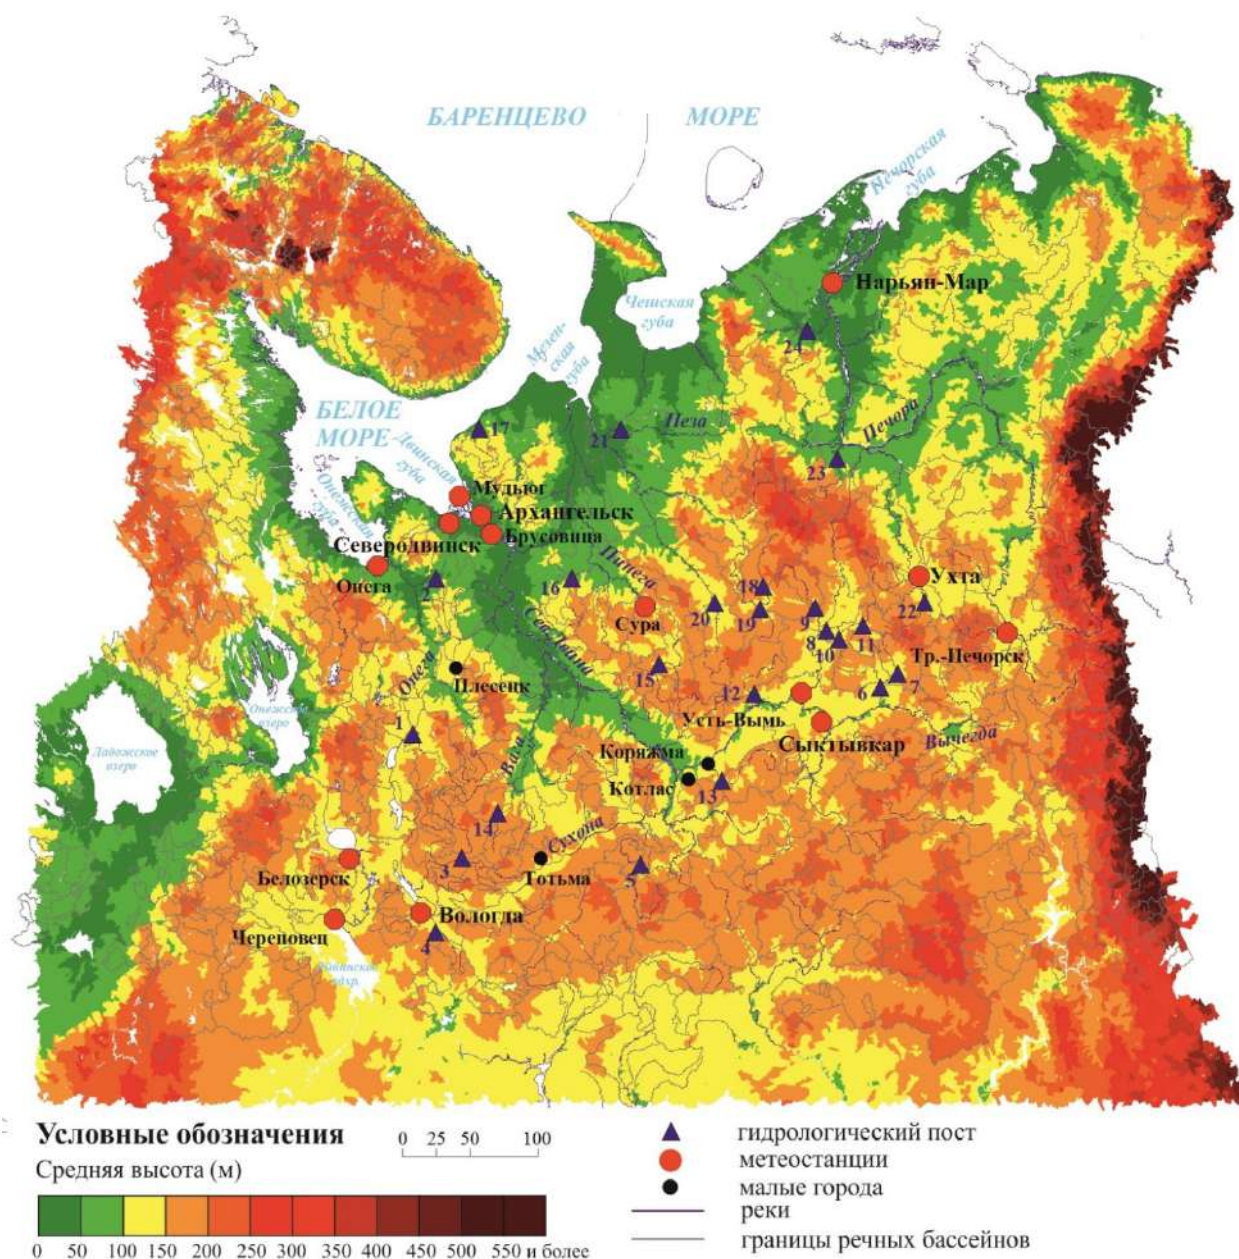 БАРЕНЦЕВО МОРЕ
Печорская
губа
Нарьян-Мар
Чешская
губа
24
Мезен-
ская
губа
БЕЛОЕ
МОРЕ
Двинская
губа
17
21
Пеза
Печора
23
Мудьюг
Архангельск
Онежская
губа
Северодвинск
Брусовица
Онега
2
16
Пинега
Сура
20
18
19
9
8
10
11
Ухта
22
Тр.-Печорск
Сев. Двина
Онега
Плесецк
15
12
6
7
Усть-Вымь
Сыктывкар
Вычегда
Онежское
озеро
Ладожское
озеро
1
Вага
Коряжма
Котлас
13
14
Сухона
3
Тотьма
5
Белозерск
Вологда
Череповец
4
Условные обозначения
0 25 50 100
Средняя высота (м)
0 50 100 150 200 250 300 350 400 450 500 550 и более
гидрологический пост
метеостанции
малые города
реки
границы речных бассейнов